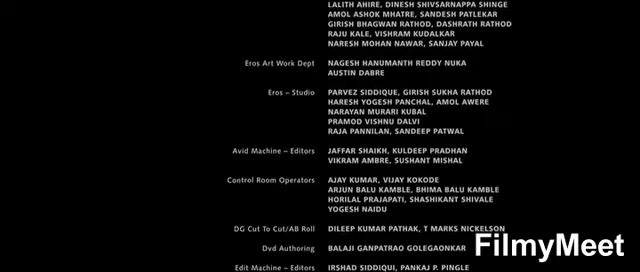 LALITH AHIRE, DINESH SHIVSARNAPPA SHINGE
AMOL ASHOK MHATRE, SANDESH PATLEKAR
GIRISH BHAGWAN RATHOD, DASHRATH RATHOD
RAJU KALE, VISHRAM KUDALKAR
NARESH MOHAN NAWAR, SANJAY PAYAL
Eros Art Work Dept NAGESH HANUMANTH REDDY NUKA
AUSTIN DABRE
Eros – Studio PARVEZ SIDDIQUE, GIRISH SUKHA RATHOD
HARESH YOGESH PANCHAL, AMOL AWERE
NARAYAN MURARI KUBAL
PRAMOD VISHNU DALVI
RAJA PANNILAN, SANDEEP PATWAL
Avid Machine – Editors JAFFAR SHAIKH, KULDEEP PRADHAN
VIKRAM AMBRE, SUSHANT MISHAL
Control Room Operators AJAY KUMAR, VIJAY KOKODE
ARJUN BALU KAMBLE, BHIMA BALU KAMBLE
HORILAL PRAJAPATI, SHASHIKANT SHIVALE
YOGESH NAIDU
DG Cut To Cut/AB Roll DILEEP KUMAR PATHAK, T MARKS NICKELSON
Dvd Authoring BALAJI GANPATRAO GOLEGAONKAR
Edit Machine – Editors IRSHAD SIDDIQUI, PANKAJ P. PINGLE
FilmyMeet